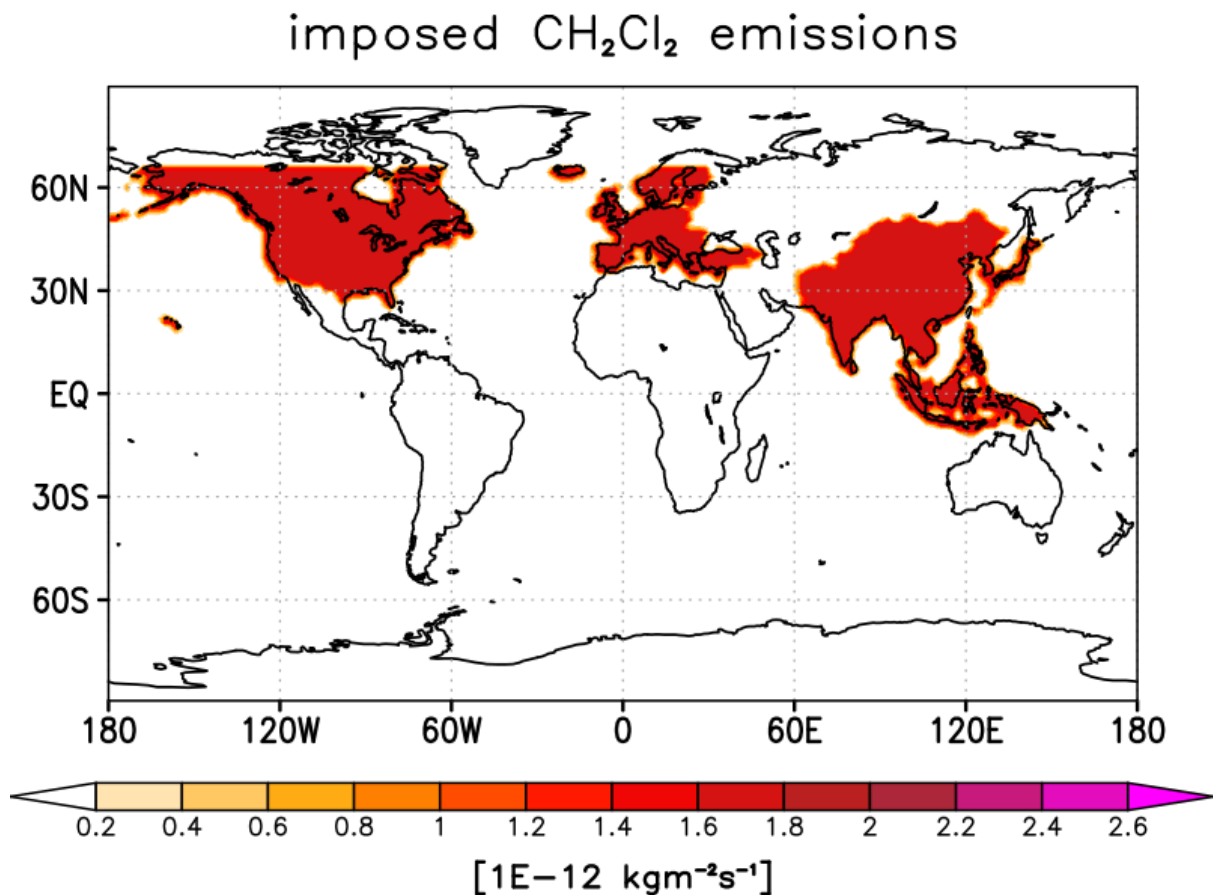 imposed CH₂Cl₂ emissions
60N
30N
EQ
30S
60S
180 120W 60W 0 60E 120E 180
0.2 0.4 0.6 0.8 1 1.2 1.4 1.6 1.8 2 2.2 2.4 2.6
[1E−12 kgm⁻²s⁻¹]